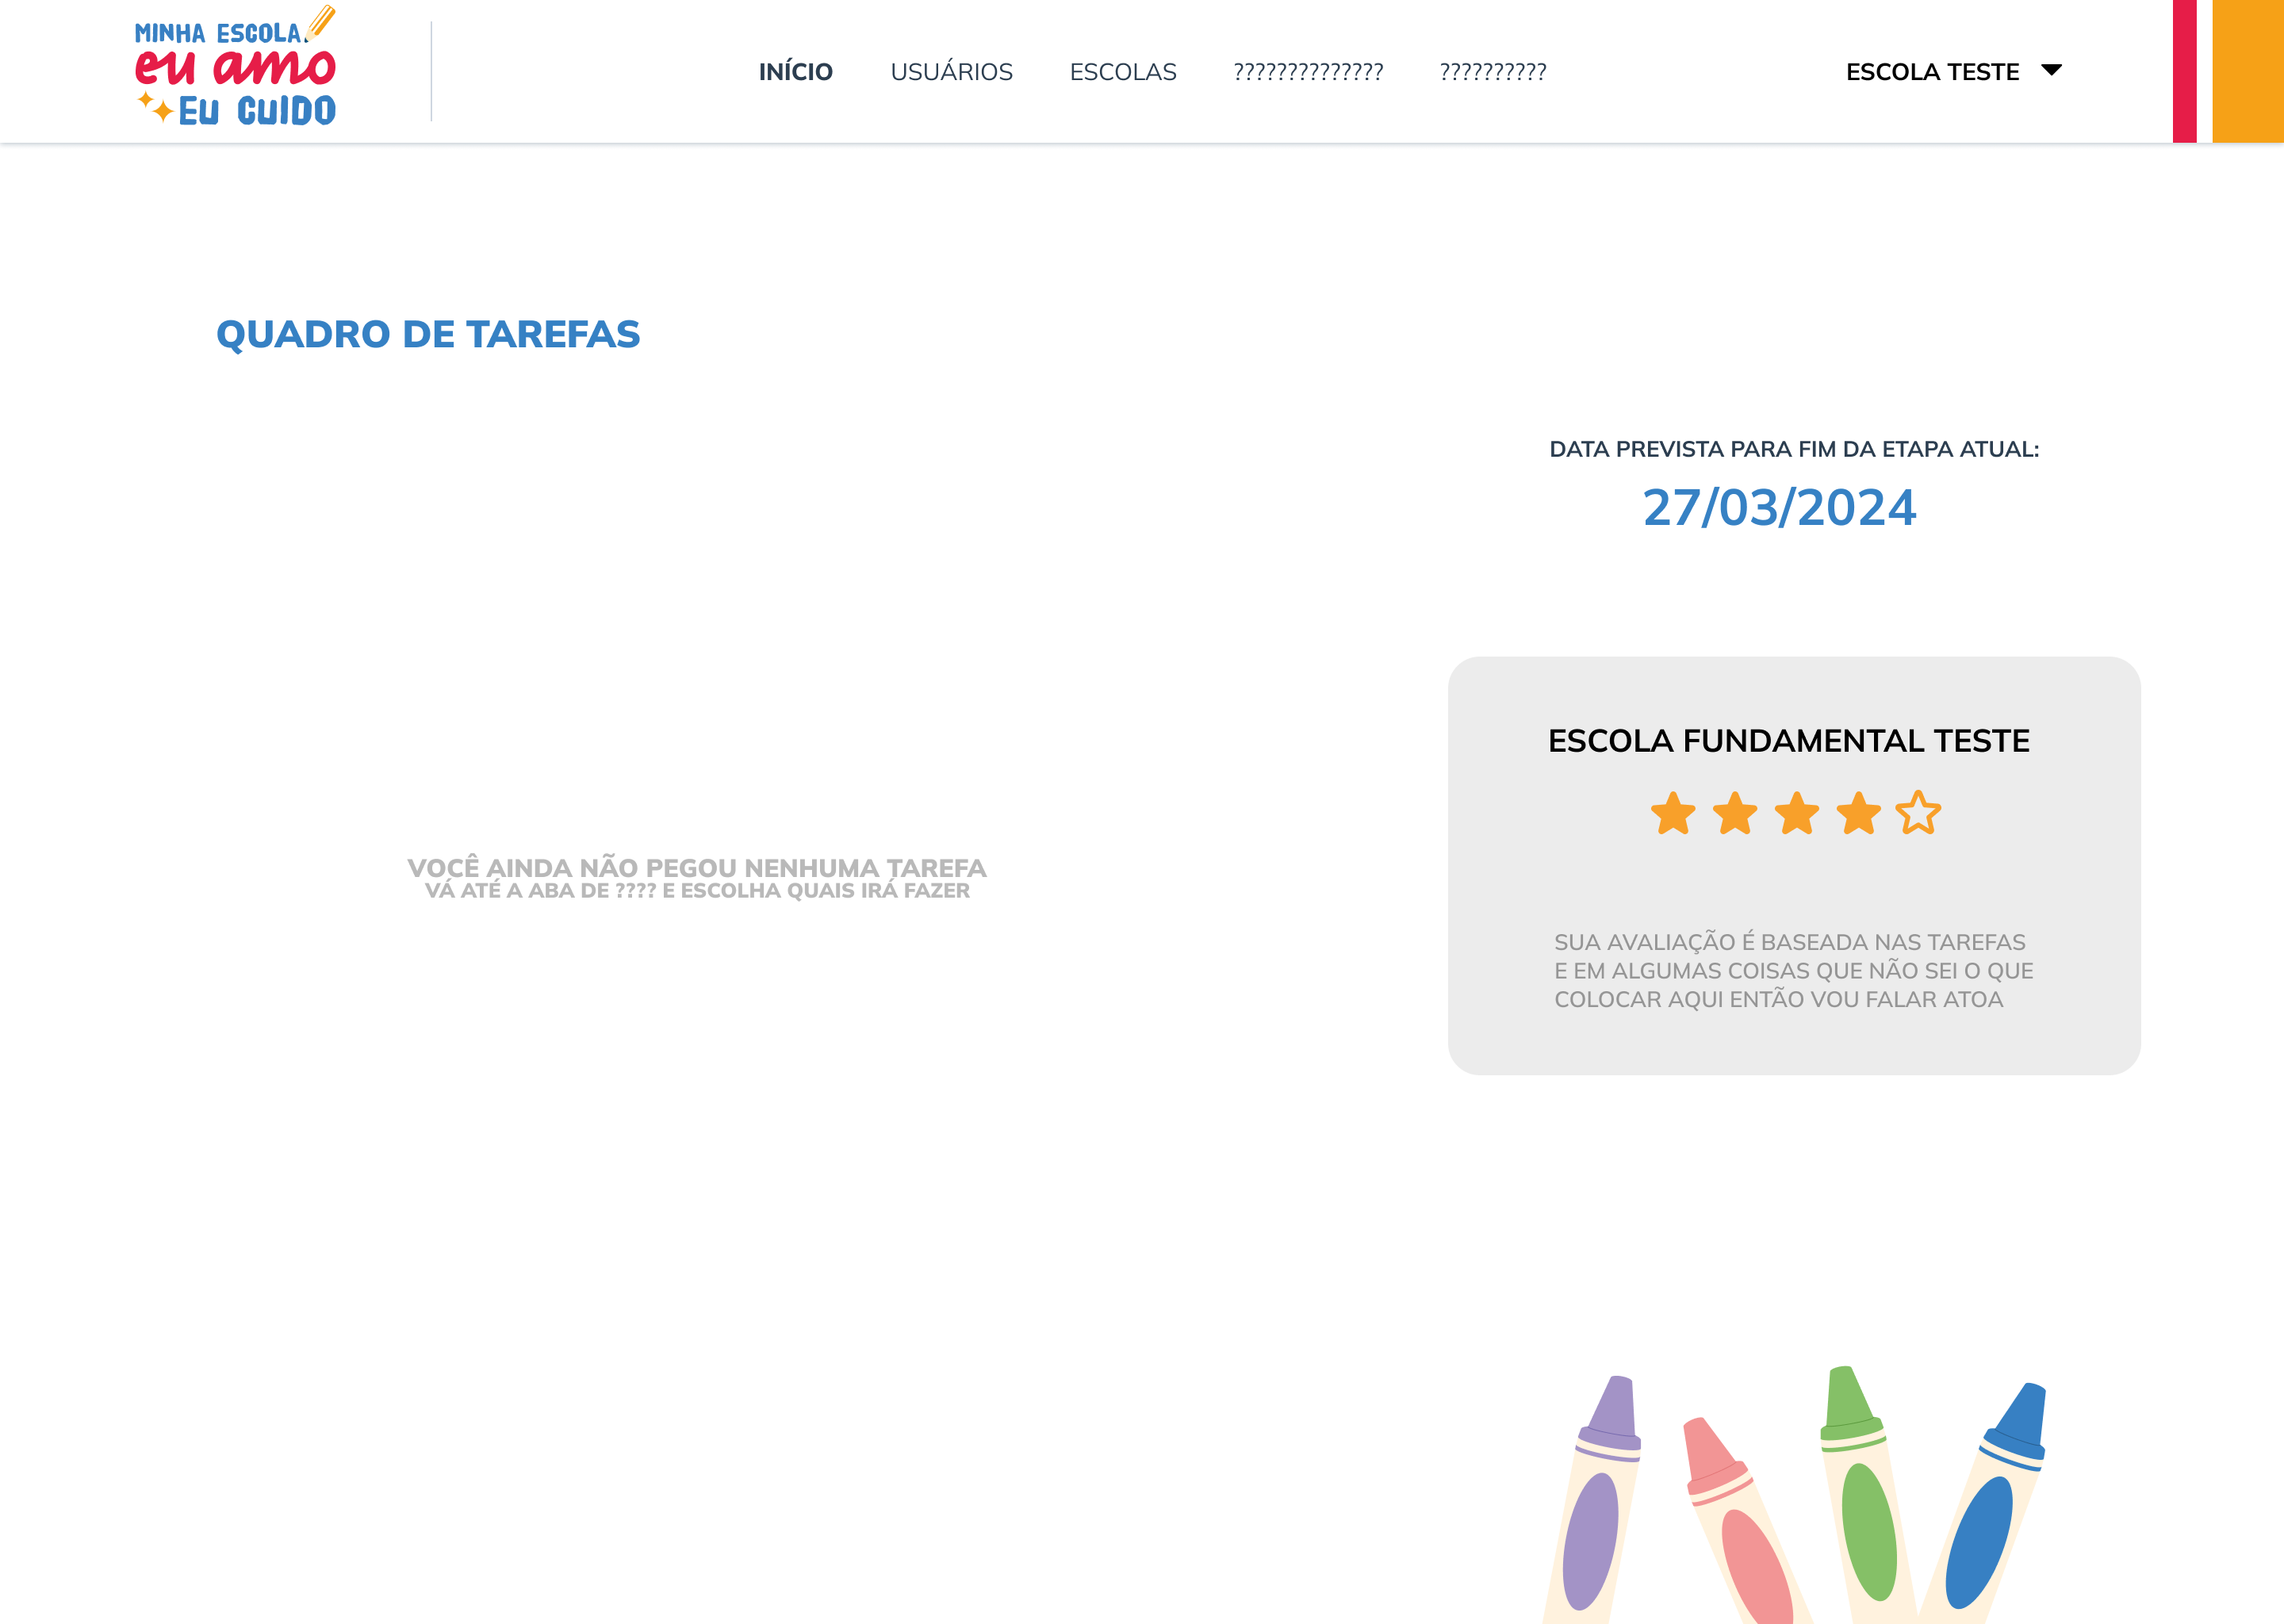 MINHA ESCOLA
eu amo
EU CUIDO
INÍCIO USUÁRIOS ESCOLAS ?????????????? ??????????
ESCOLA TESTE
QUADRO DE TAREFAS
DATA PREVISTA PARA FIM DA ETAPA ATUAL:
27/03/2024
ESCOLA FUNDAMENTAL TESTE
VOCÊ AINDA NÃO PEGOU NENHUMA TAREFA
VÁ ATÉ A ABA DE ???? E ESCOLHA QUAIS IRÁ FAZER
SUA AVALIAÇÃO É BASEADA NAS TAREFAS
E EM ALGUMAS COISAS QUE NÃO SEI O QUE
COLOCAR AQUI ENTÃO VOU FALAR ATOA